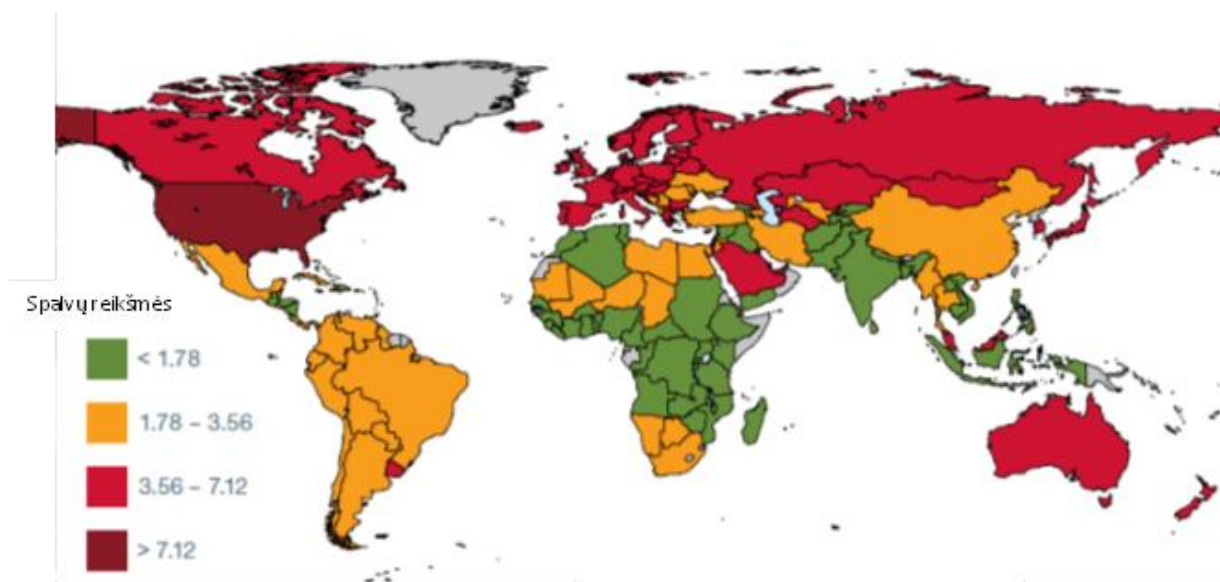 Spalvų reikšmės
< 1.78
1.78 – 3.56
3.56 – 7.12
> 7.12